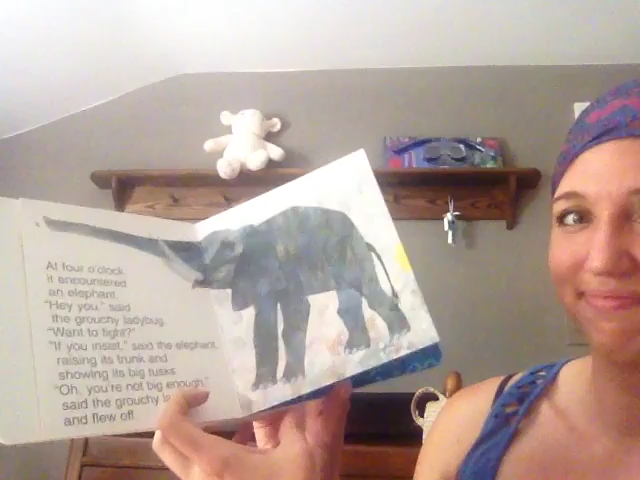 At four o'clock
it encountered
an elephant.
"Hey you," said
the grouchy ladybug.
"Want to fight?"
"If you insist," said the elephant,
raising its trunk and
showing its big tusks.
"Oh, you're not big enough,"
said the grouchy
and flew off.